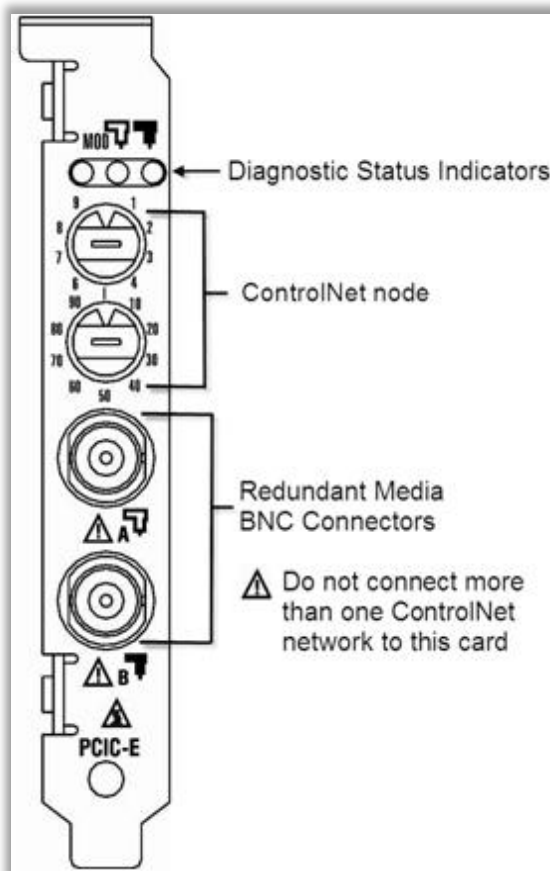 MOD
Diagnostic Status Indicators
9 1
8 2
7 3
6 4
ControlNet node
90 10
80 20
70 30
60 50 40
Redundant Media
BNC Connectors
A
⚠ Do not connect more
than one ControlNet
network to this card
B
PCIC-E